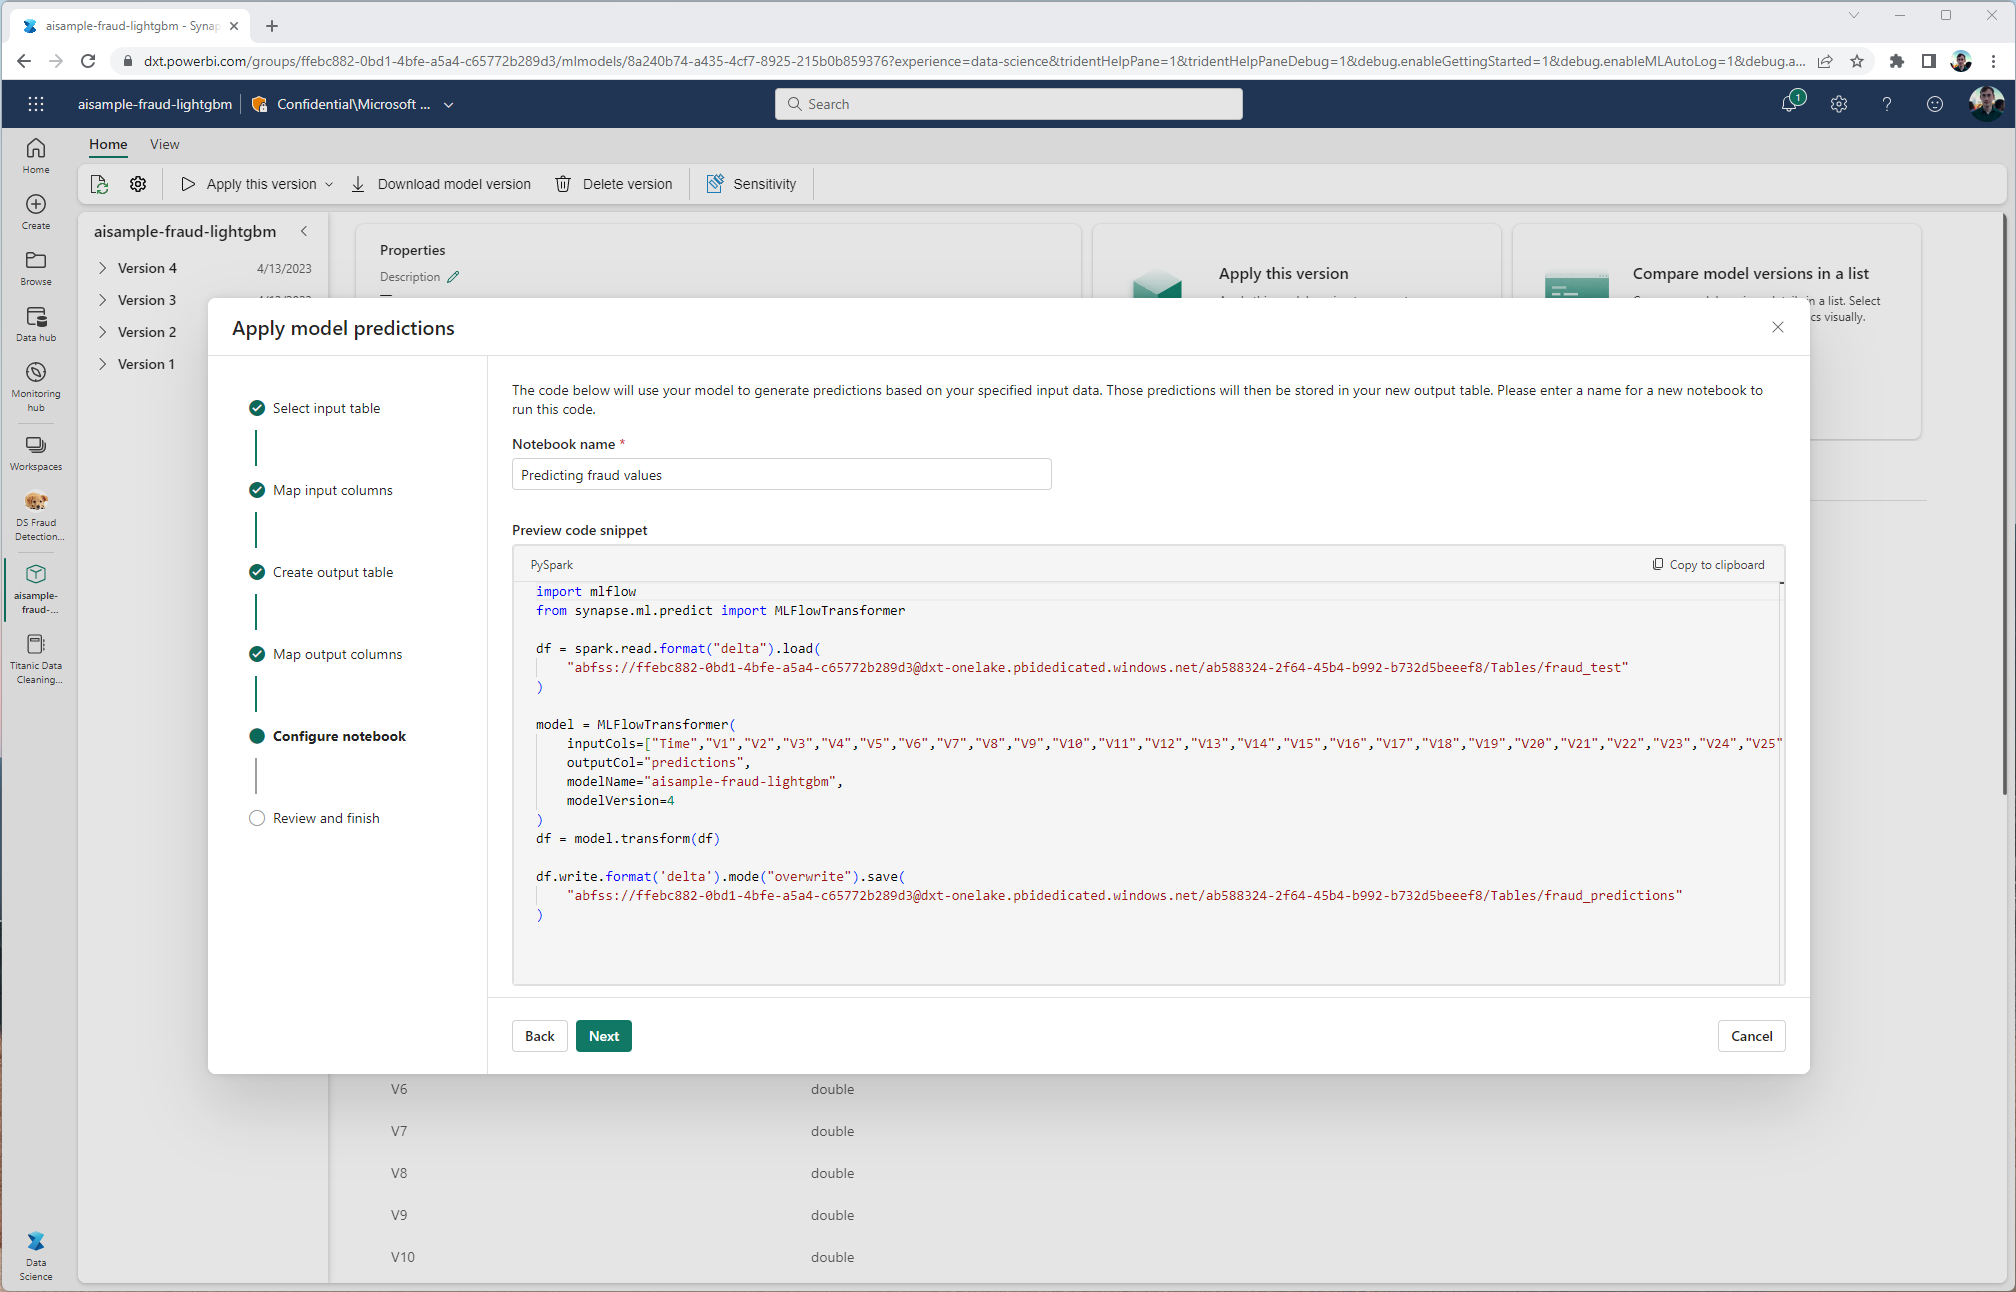 aisample-fraud-lightgbm - Synap
dxt.powerbi.com/groups/ffebc882-0bd1-4bfe-a5a4-c65772b289d3/mlmodels/8a240b74-a435-4cf7-8925-215b0b859376?experience=data-science&tridentHelpPane=1&tridentHelpPaneDebug=1&debug.enableGettingStarted=1&debug.enableMLAutoLog=1&debug.a...
aisample-fraud-lightgbm
Confidential\Microsoft ...
Search
1
Home
View
Home
Create
Browse
Data hub
Monitoring
hub
Workspaces
DS Fraud
Detection...
aisample-
fraud-...
Titanic Data
Cleaning...
Data
Science
Apply this version
Download model version
Delete version
Sensitivity
aisample-fraud-lightgbm
Version 4 4/13/2023
Version 3
Version 2
Version 1
Properties
Description
Apply this version
Compare model versions in a list
in a list. Select
cs visually.
Apply model predictions
Select input table
Map input columns
Create output table
Map output columns
Configure notebook
Review and finish
The code below will use your model to generate predictions based on your specified input data. Those predictions will then be stored in your new output table. Please enter a name for a new notebook to
run this code.
Notebook name *
Predicting fraud values
Preview code snippet
PySpark
Copy to clipboard
import mlflow
from synapse.ml.predict import MLFlowTransformer
df = spark.read.format("delta").load(
"abfss://ffebc882-0bd1-4bfe-a5a4-c65772b289d3@dxt-onelake.pbidedicated.windows.net/ab588324-2f64-45b4-b992-b732d5beeef8/Tables/fraud_test"
)
model = MLFlowTransformer(
inputCols=["Time","V1","V2","V3","V4","V5","V6","V7","V8","V9","V10","V11","V12","V13","V14","V15","V16","V17","V18","V19","V20","V21","V22","V23","V24","V25"
outputCol="predictions",
modelName="aisample-fraud-lightgbm",
modelVersion=4
)
df = model.transform(df)
df.write.format('delta').mode("overwrite").save(
"abfss://ffebc882-0bd1-4bfe-a5a4-c65772b289d3@dxt-onelake.pbidedicated.windows.net/ab588324-2f64-45b4-b992-b732d5beeef8/Tables/fraud_predictions"
)
Back
Next
Cancel
V6 double
V7 double
V8 double
V9 double
V10 double